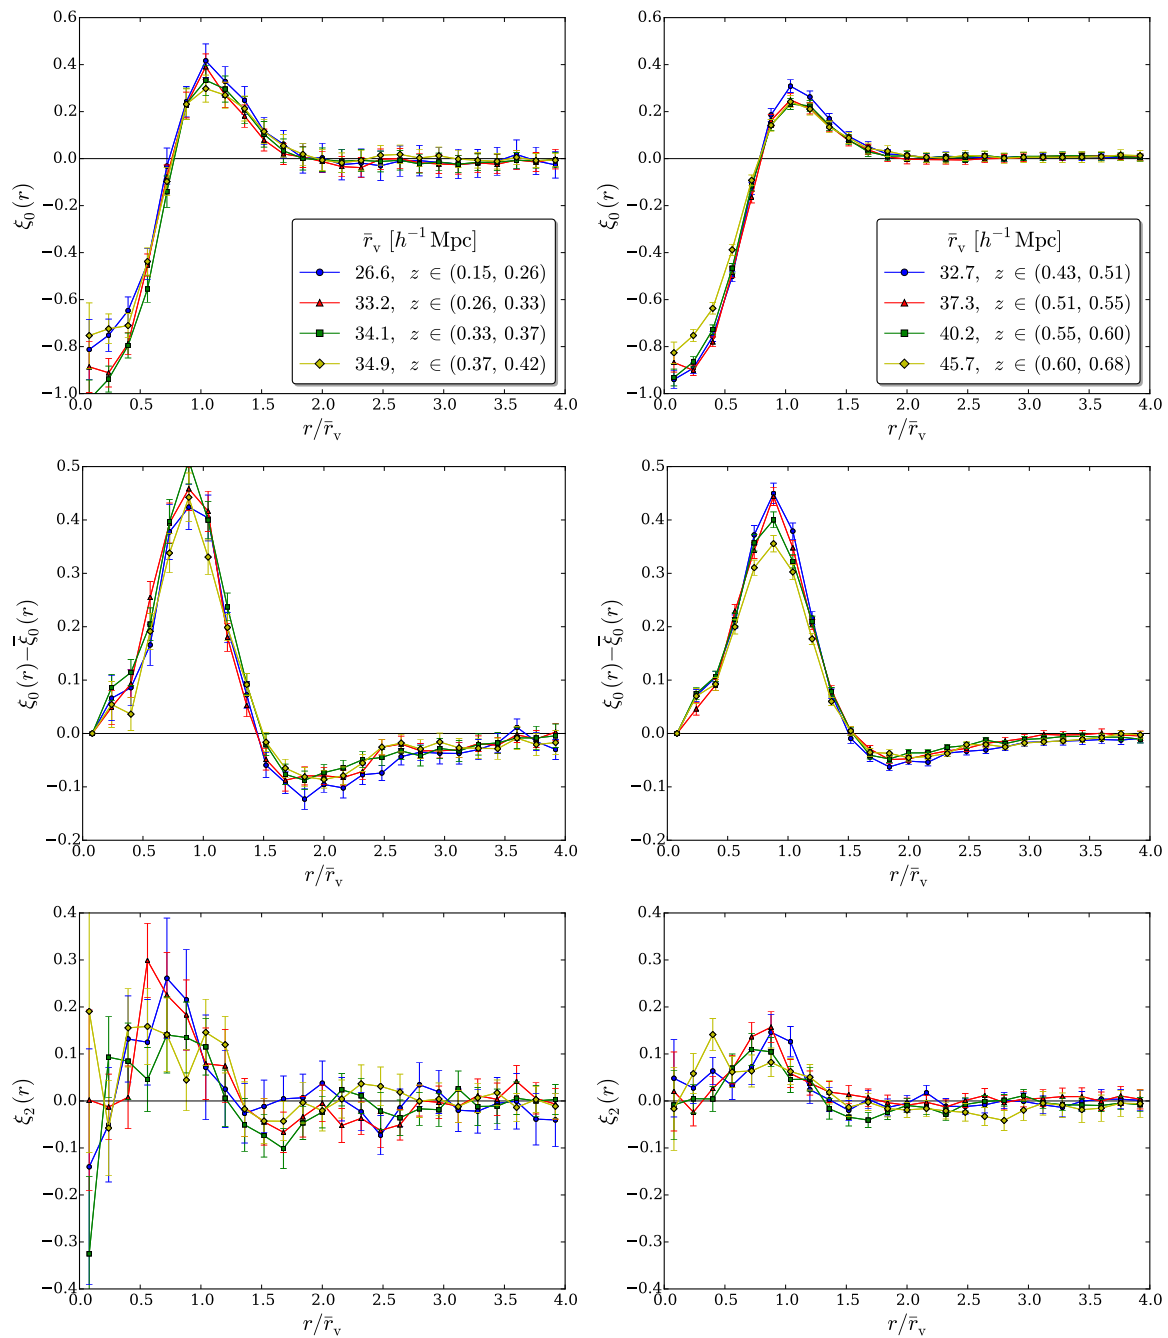 0.6
0.4
0.2
0.0
−0.2
−0.4
−0.6
−0.8
−1.0
ξ₀(r)
r̄ᵥ [h⁻¹ Mpc]
26.6, z ∈ (0.15, 0.26)
33.2, z ∈ (0.26, 0.33)
34.1, z ∈ (0.33, 0.37)
34.9, z ∈ (0.37, 0.42)
0.0 0.5 1.0 1.5 2.0 2.5 3.0 3.5 4.0
r/r̄ᵥ
0.6
0.4
0.2
0.0
−0.2
−0.4
−0.6
−0.8
−1.0
ξ₀(r)
r̄ᵥ [h⁻¹ Mpc]
32.7, z ∈ (0.43, 0.51)
37.3, z ∈ (0.51, 0.55)
40.2, z ∈ (0.55, 0.60)
45.7, z ∈ (0.60, 0.68)
0.0 0.5 1.0 1.5 2.0 2.5 3.0 3.5 4.0
r/r̄ᵥ
0.5
0.4
0.3
0.2
0.1
0.0
−0.1
−0.2
ξ₀(r)−ξ̄₀(r)
0.0 0.5 1.0 1.5 2.0 2.5 3.0 3.5 4.0
r/r̄ᵥ
0.5
0.4
0.3
0.2
0.1
0.0
−0.1
−0.2
ξ₀(r)−ξ̄₀(r)
0.0 0.5 1.0 1.5 2.0 2.5 3.0 3.5 4.0
r/r̄ᵥ
0.4
0.3
0.2
0.1
0.0
−0.1
−0.2
−0.3
−0.4
ξ₂(r)
0.0 0.5 1.0 1.5 2.0 2.5 3.0 3.5 4.0
r/r̄ᵥ
0.4
0.3
0.2
0.1
0.0
−0.1
−0.2
−0.3
−0.4
ξ₂(r)
0.0 0.5 1.0 1.5 2.0 2.5 3.0 3.5 4.0
r/r̄ᵥ